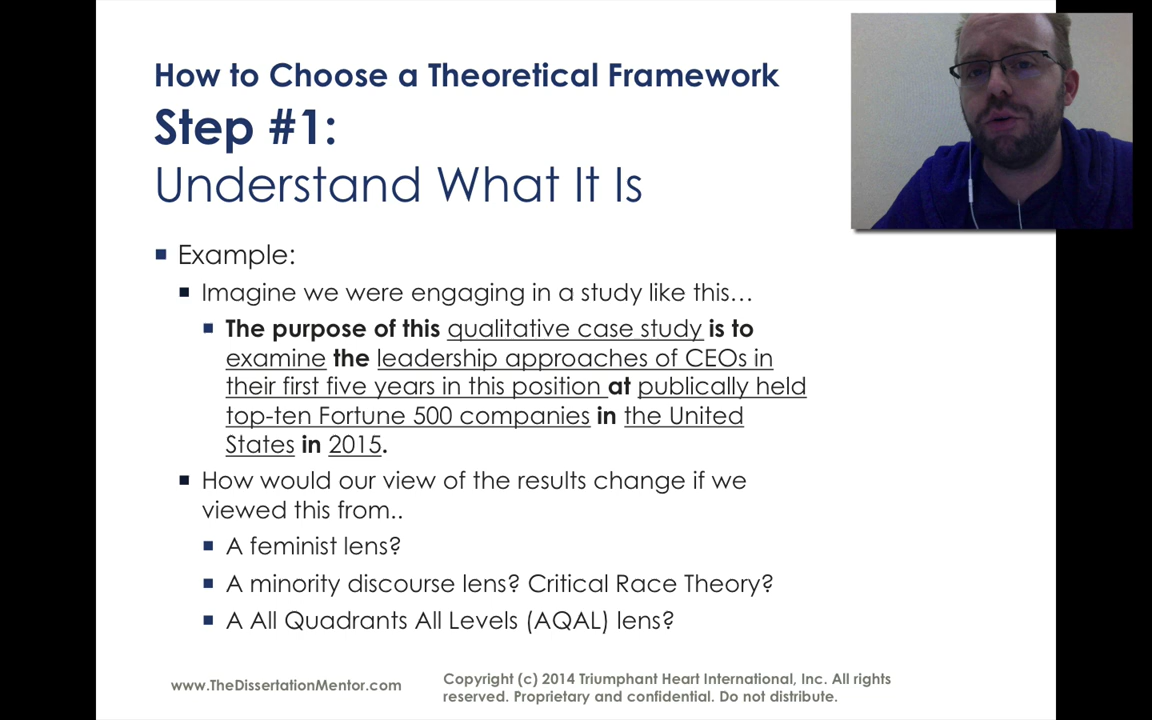 How to Choose a Theoretical Framework
Step #1:
Understand What It Is
Example:
Imagine we were engaging in a study like this…
The purpose of this qualitative case study is to
examine the leadership approaches of CEOs in
their first five years in this position at publically held
top-ten Fortune 500 companies in the United
States in 2015.
How would our view of the results change if we
viewed this from..
A feminist lens?
A minority discourse lens? Critical Race Theory?
A All Quadrants All Levels (AQAL) lens?
www.TheDissertationMentor.com
Copyright (c) 2014 Triumphant Heart International, Inc. All rights
reserved. Proprietary and confidential. Do not distribute.